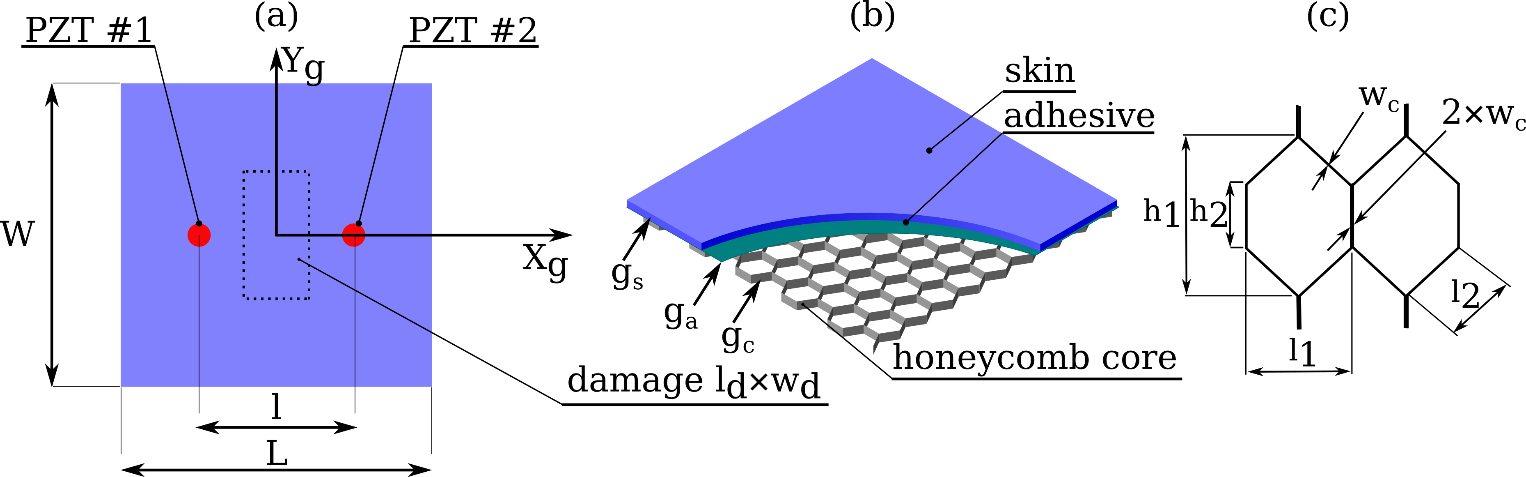 (a)
PZT #1
PZT #2
Yg
Xg
W
damage ld×wd
l
L
(b)
skin
adhesive
gs
ga
gc
honeycomb core
(c)
wc
2×wc
h1
h2
l2
l1